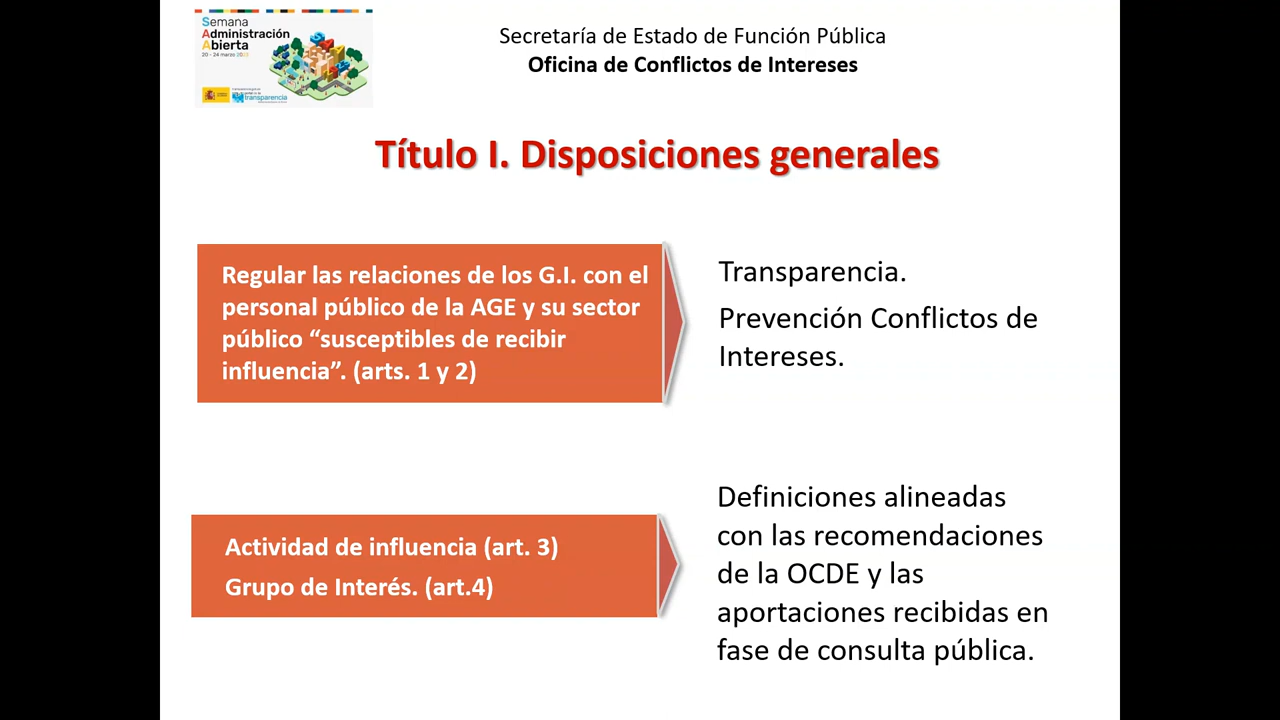 Semana
Administración
Abierta
20 - 24 marzo 2023
transparencia
Secretaría de Estado de Función Pública
Oficina de Conflictos de Intereses
Título I. Disposiciones generales
Regular las relaciones de los G.I. con el
personal público de la AGE y su sector
público “susceptibles de recibir
influencia”. (arts. 1 y 2)
Transparencia.
Prevención Conflictos de
Intereses.
Actividad de influencia (art. 3)
Grupo de Interés. (art.4)
Definiciones alineadas
con las recomendaciones
de la OCDE y las
aportaciones recibidas en
fase de consulta pública.